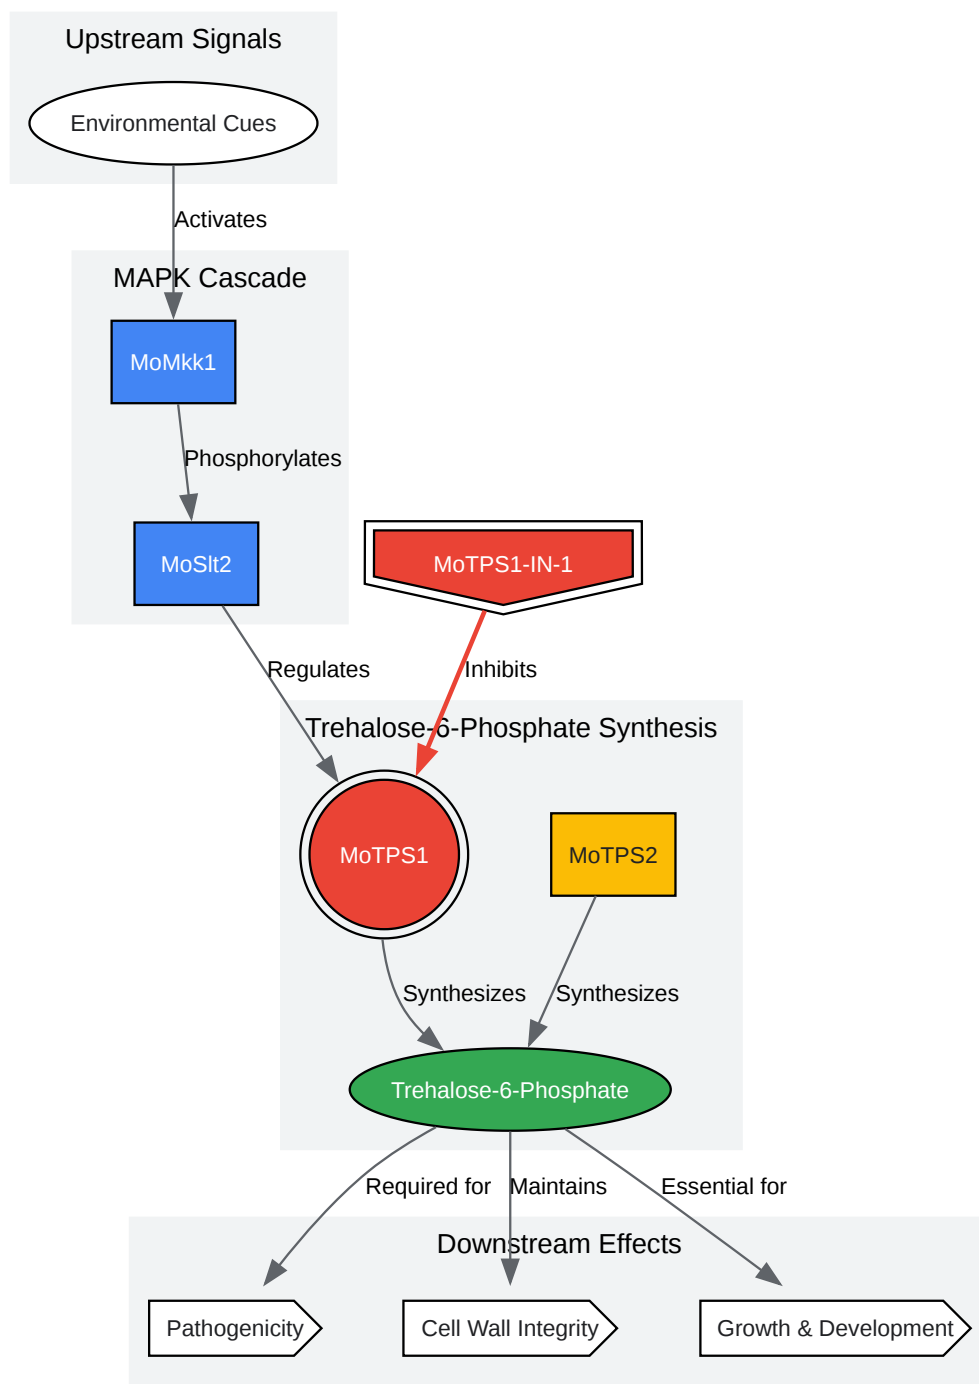 Upstream Signals
Environmental Cues
Activates
MAPK Cascade
MoMkk1
Phosphorylates
MoSlt2
MoTPS1-IN-1
Regulates
Inhibits
Trehalose-6-Phosphate Synthesis
MoTPS1
MoTPS2
Synthesizes
Synthesizes
Trehalose-6-Phosphate
Required for
Maintains
Essential for
Downstream Effects
Pathogenicity
Cell Wall Integrity
Growth & Development